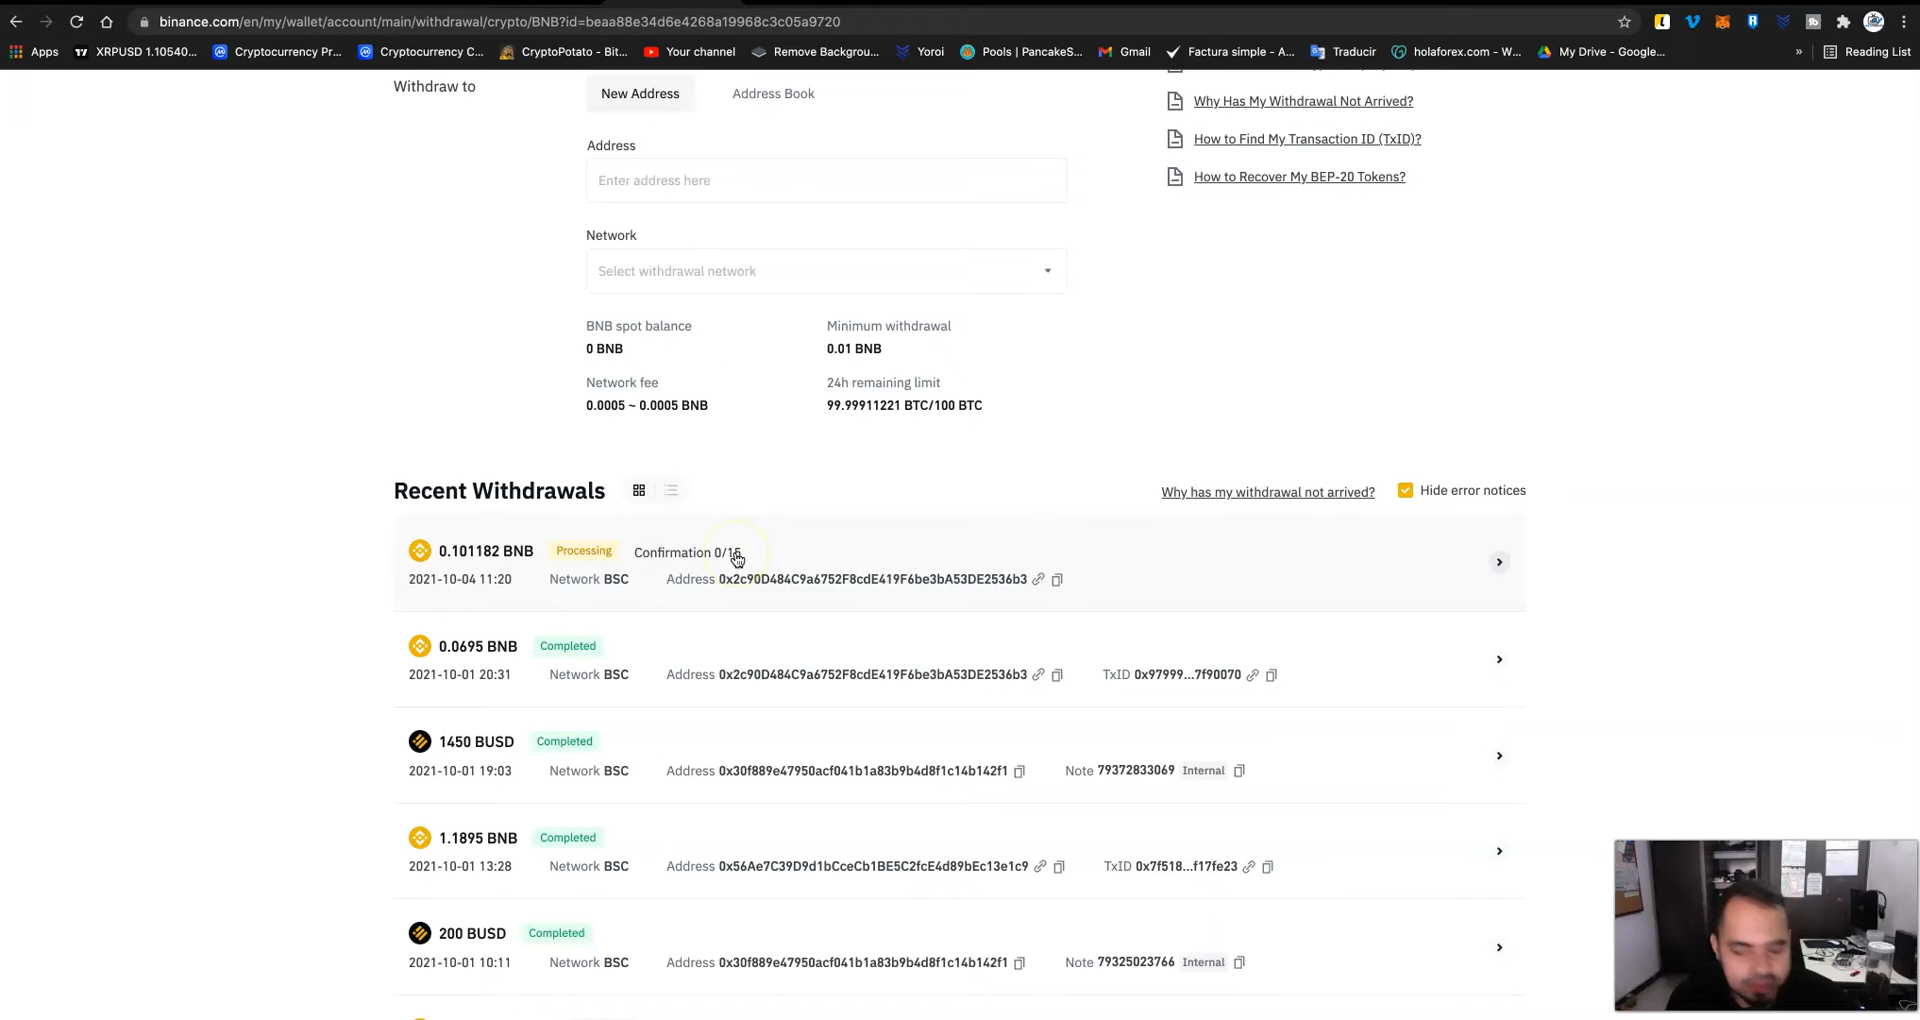 binance.com/en/my/wallet/account/main/withdrawal/crypto/BNB?id=beaa88e34d6e4268a19968c3c05a9720
Apps XRPUSD 1.10540... Cryptocurrency Pr... Cryptocurrency C... CryptoPotato - Bit... Your channel Remove Backgrou... Yoroi Pools | PancakeS... Gmail Factura simple - A... Traducir holaforex.com - W... My Drive - Google... » Reading List
Withdraw to New Address Address Book
Why Has My Withdrawal Not Arrived?
Address How to Find My Transaction ID (TxID)?
Enter address here How to Recover My BEP-20 Tokens?
Network
Select withdrawal network
BNB spot balance Minimum withdrawal
0 BNB 0.01 BNB
Network fee 24h remaining limit
0.0005 ~ 0.0005 BNB 99.99911221 BTC/100 BTC
Recent Withdrawals Why has my withdrawal not arrived? Hide error notices
0.101182 BNB Processing Confirmation 0/15
2021-10-04 11:20 Network BSC Address 0x2c90D484C9a6752F8cdE419F6be3bA53DE2536b3
0.0695 BNB Completed
2021-10-01 20:31 Network BSC Address 0x2c90D484C9a6752F8cdE419F6be3bA53DE2536b3 TxID 0x97999...7f90070
1450 BUSD Completed
2021-10-01 19:03 Network BSC Address 0x30f889e47950acf041b1a83b9b4d8f1c14b142f1 Note 79372833069 Internal
1.1895 BNB Completed
2021-10-01 13:28 Network BSC Address 0x56Ae7C39D9d1bCceCb1BE5C2fcE4d89bEc13e1c9 TxID 0x7f518...f17fe23
200 BUSD Completed
2021-10-01 10:11 Network BSC Address 0x30f889e47950acf041b1a83b9b4d8f1c14b142f1 Note 79325023766 Internal